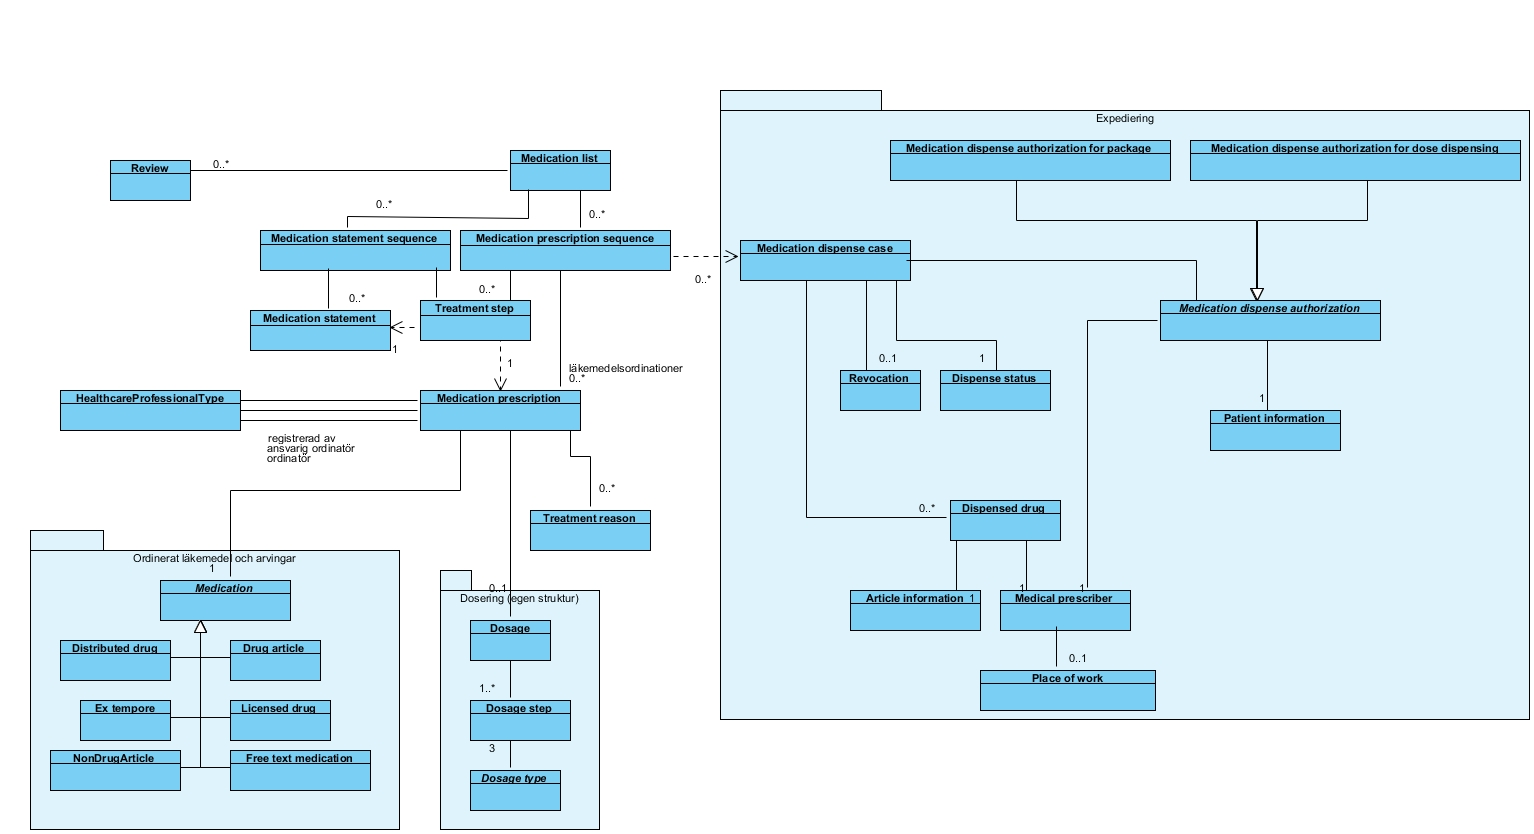 Expediering
Medication dispense authorization for package
Medication dispense authorization for dose dispensing
Review
0..*
Medication list
0..*
0..*
Medication statement sequence
Medication prescription sequence
0..*
Medication dispense case
0..*
0..*
Medication statement
Treatment step
1
Medication dispense authorization
1
läkemedelsordinationer
0..*
0..1
1
Revocation
Dispense status
HealthcareProfessionalType
Medication prescription
1
Patient information
registrerad av
ansvarig ordinatör
ordinatör
0..*
Treatment reason
0..*
Dispensed drug
Ordinerat läkemedel och arvingar
1
Medication
0..1
Dosering (egen struktur)
Dosage
1
1
Article information 1
Medical prescriber
Distributed drug
Drug article
0..1
Place of work
1..*
Ex tempore
Licensed drug
Dosage step
3
NonDrugArticle
Free text medication
Dosage type